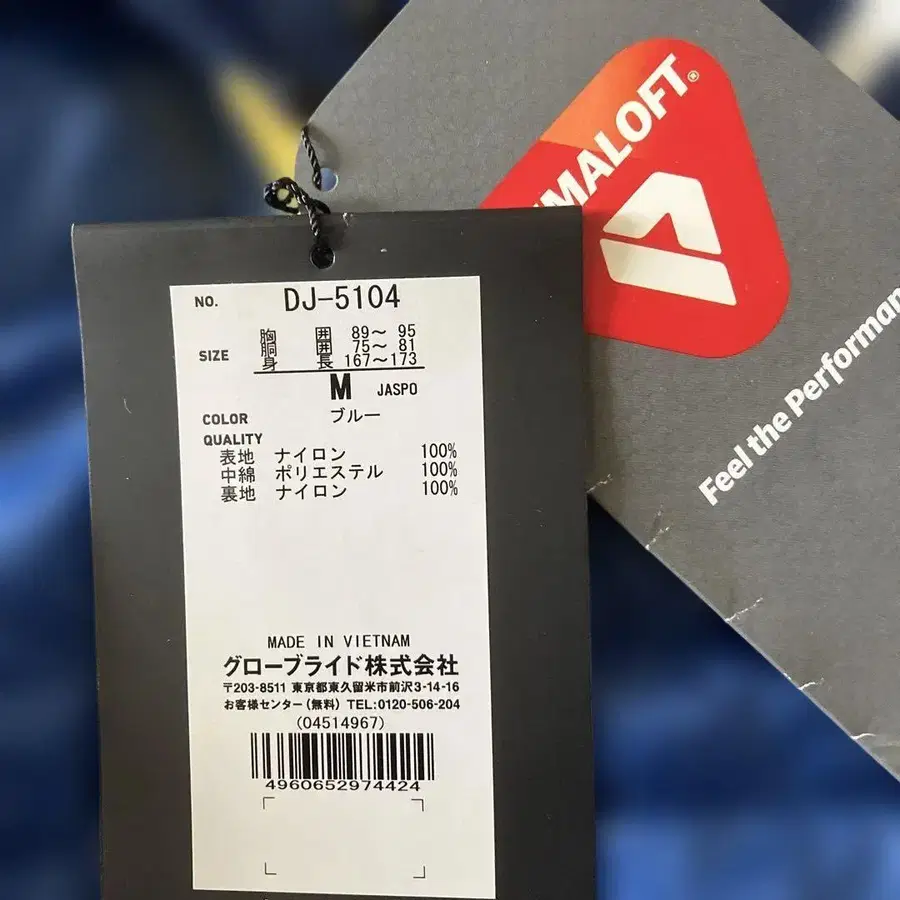 MALOFT
Feel the Performan
NO. DJ-5104
SIZE
胸 囲 89～ 95
胴 囲 75～ 81
身 長 167～173
M JASPO
COLOR ブルー
QUALITY
表地 ナイロン 100%
中綿 ポリエステル 100%
裏地 ナイロン 100%
MADE IN VIETNAM
グローブライド株式会社
〒203-8511 東京都東久留米市前沢3-14-16
お客様センター(無料) TEL:0120-506-204
(04514967)
4960652974424